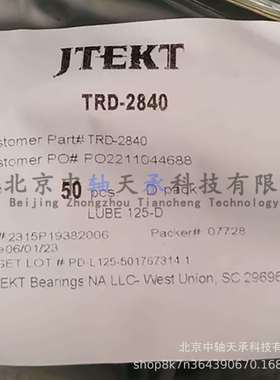 JTEKT
TRD-2840
stomer Part# TRD-2840
stomer PO# PO2211044688
北京中轴天承科技有限
50 pcs D pack
Beijing Zhongzhou Tiancheng Technology
LUBE 125-D
#2315P19382006 Packer# 07728
e06/01/23
GET LOT # PD-L125-501767314 1
EKT Bearings NA LLC- West Union, SC 29696
北京中轴天承科技有
shop8k7n364390670.168